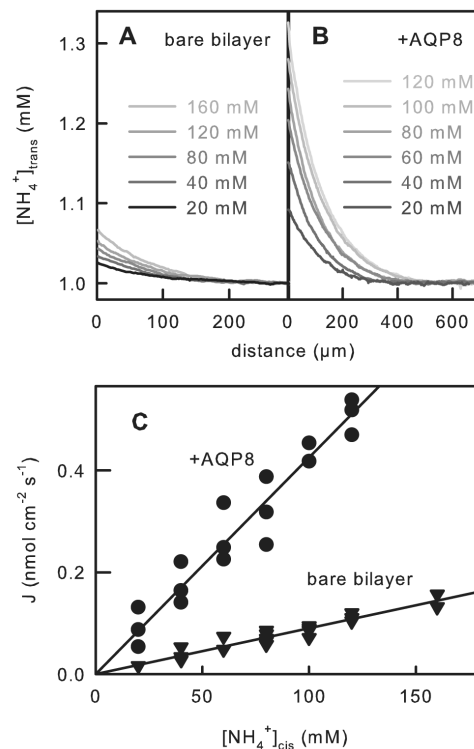 A bare bilayer
B +AQP8
[NH4+]trans (mM)
1.3
1.2
1.1
1.0
160 mM
120 mM
80 mM
40 mM
20 mM
120 mM
100 mM
80 mM
60 mM
40 mM
20 mM
0 100 200 0 200 400 600
distance (µm)
C
+AQP8
bare bilayer
J (nmol cm-2 s-1)
0.4
0.2
0.0
0 50 100 150
[NH4+]cis (mM)